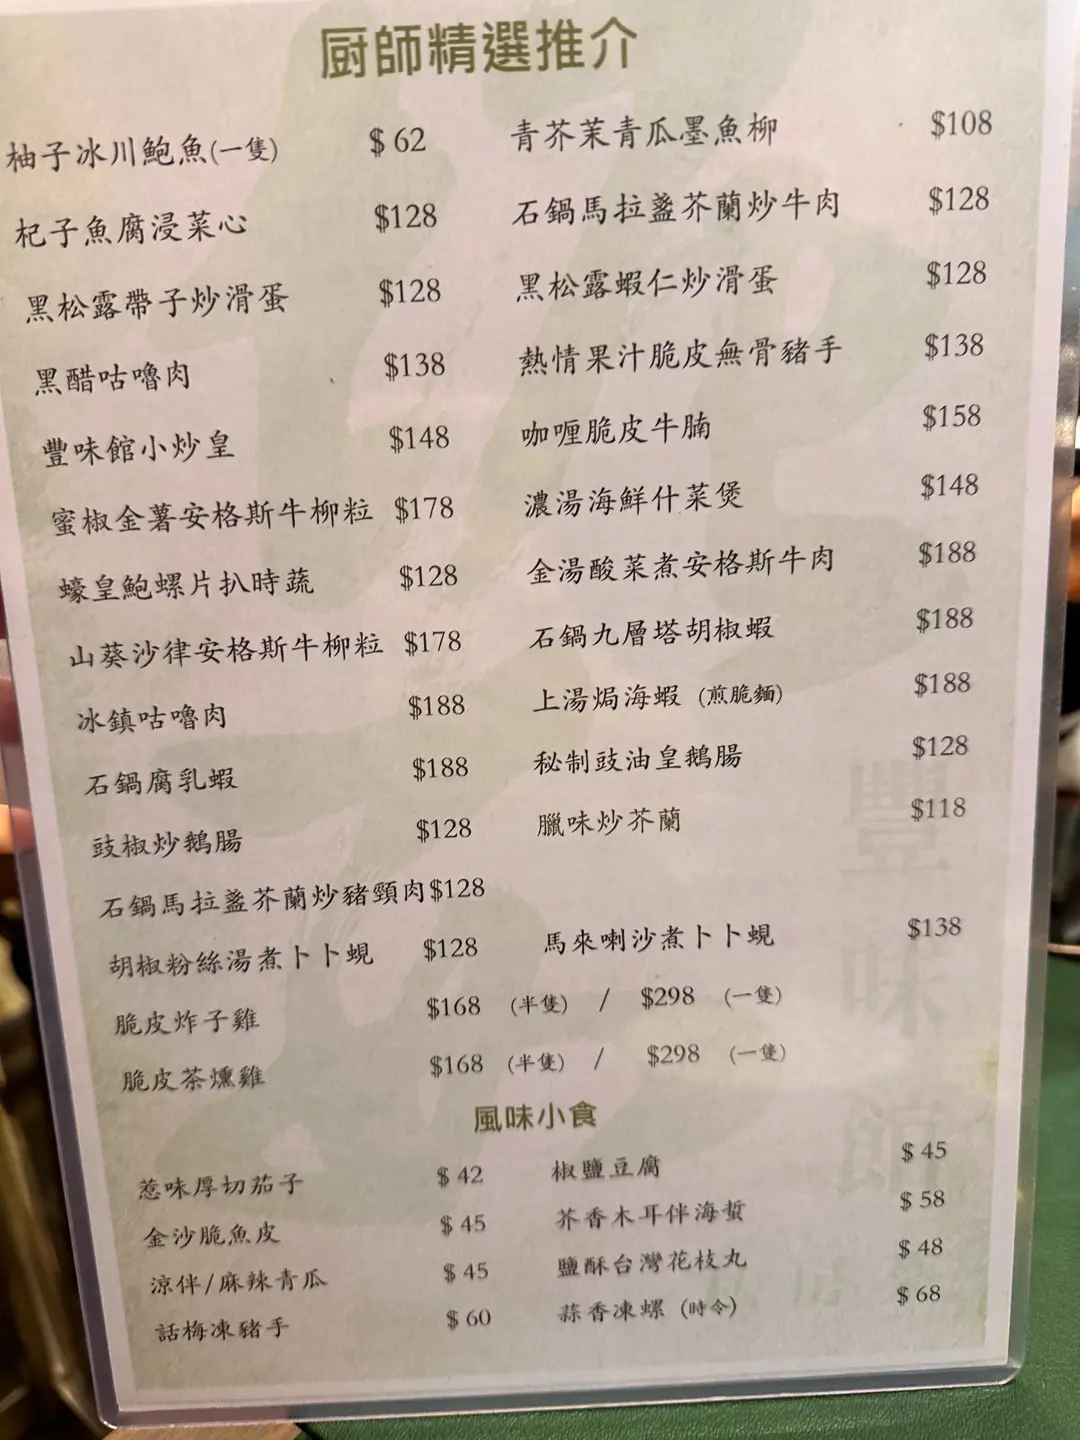 厨師精選推介
柚子冰川鮑魚(一隻) $ 62 青芥茉青瓜墨魚柳 $108
杞子魚腐浸菜心 $128 石鍋馬拉盞芥蘭炒牛肉 $128
黑松露帶子炒滑蛋 $128 黑松露蝦仁炒滑蛋 $128
黑醋咕嚕肉 $138 熱情果汁脆皮無骨豬手 $138
豐味館小炒皇 $148 咖喱脆皮牛腩 $158
蜜椒金薯安格斯牛柳粒 $178 濃湯海鮮什菜煲 $148
蠔皇鮑螺片扒時蔬 $128 金湯酸菜煮安格斯牛肉 $188
山葵沙律安格斯牛柳粒 $178 石鍋九層塔胡椒蝦 $188
冰鎮咕嚕肉 $188 上湯焗海蝦 (煎脆麵) $188
石鍋腐乳蝦 $188 秘制豉油皇鵝腸 $128
豉椒炒鵝腸 $128 臘味炒芥蘭 $118
石鍋馬拉盞芥蘭炒豬頸肉 $128
胡椒粉絲湯煮卜卜蜆 $128 馬來喇沙煮卜卜蜆 $138
脆皮炸子雞 $168 (半隻) / $298 (一隻)
脆皮茶燻雞 $168 (半隻) / $298 (一隻)
風味小食
惹味厚切茄子 $ 42 椒鹽豆腐 $ 45
金沙脆魚皮 $ 45 芥香木耳伴海蜇 $ 58
涼伴/麻辣青瓜 $ 45 鹽酥台灣花枝丸 $ 48
話梅凍豬手 $ 60 蒜香凍螺 (時令) $ 68
豐味館